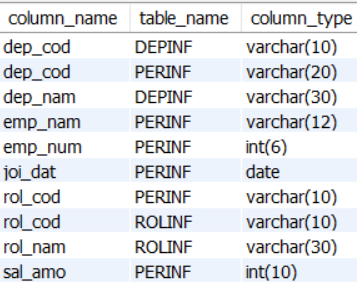 column_name table_name column_type
dep_cod DEPINF varchar(10)
dep_cod PERINF varchar(20)
dep_nam DEPINF varchar(30)
emp_nam PERINF varchar(12)
emp_num PERINF int(6)
joi_dat PERINF date
rol_cod PERINF varchar(10)
rol_cod ROLINF varchar(10)
rol_nam ROLINF varchar(30)
sal_amo PERINF int(10)